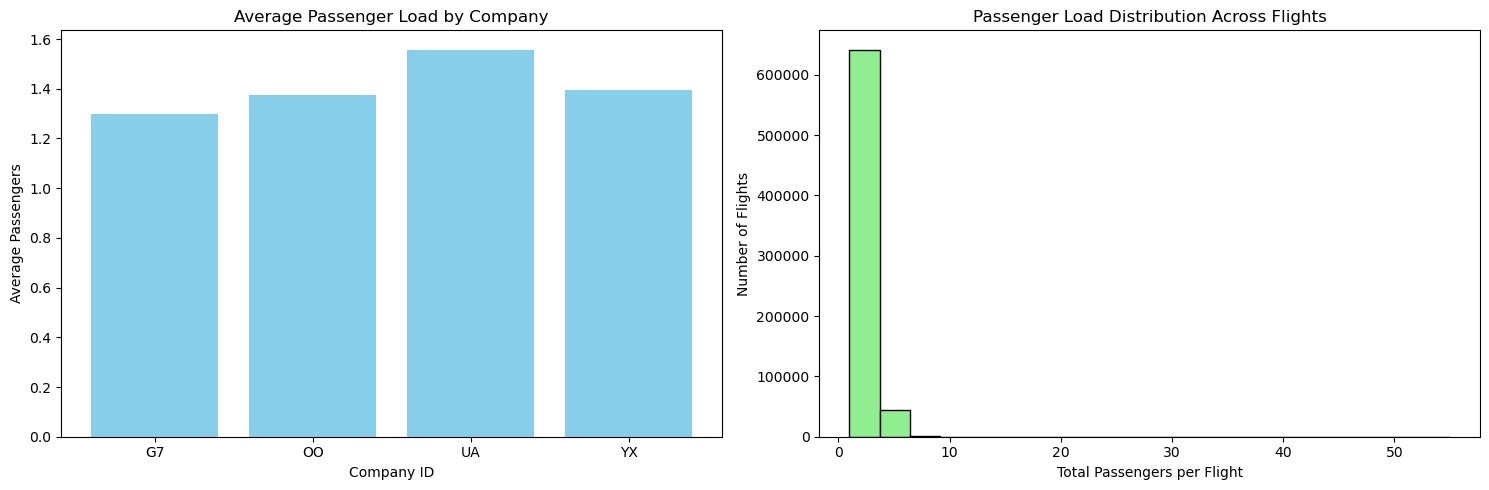 Average Passenger Load by Company
Average Passengers
1.6
1.4
1.2
1.0
0.8
0.6
0.4
0.2
0.0
G7 OO UA YX
Company ID
Passenger Load Distribution Across Flights
Number of Flights
600000
500000
400000
300000
200000
100000
0
0 10 20 30 40 50
Total Passengers per Flight